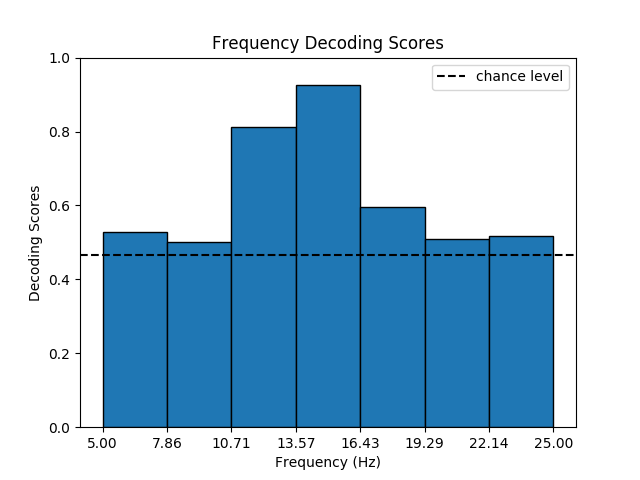 Frequency Decoding Scores
chance level
1.0
0.8
0.6
0.4
0.2
0.0
Decoding Scores
5.00 7.86 10.71 13.57 16.43 19.29 22.14 25.00
Frequency (Hz)